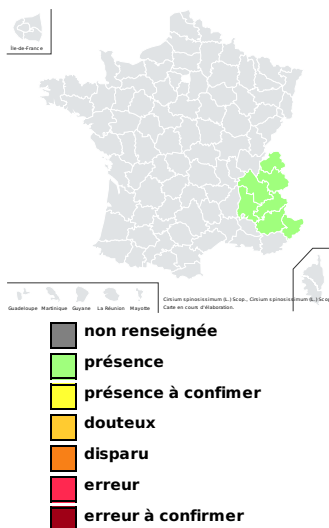 Île-de-France
Guadeloupe Martinique Guyane La Réunion Mayotte
Cirsium spinosissimum (L.) Scop., Cirsium spinosissimum (L.) Scop
Carte en cours d'élaboration.
non renseignée
présence
présence à confimer
douteux
disparu
erreur
erreur à confirmer